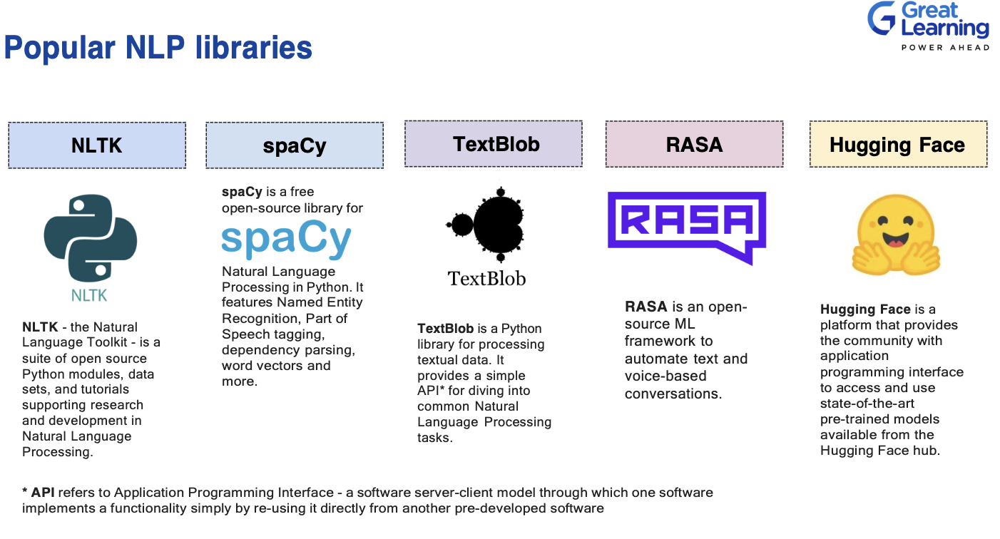 Great
Learning
POWER AHEAD
Popular NLP libraries
NLTK
NLTK
NLTK - the Natural
Language Toolkit - is a
suite of open source
Python modules, data
sets, and tutorials
supporting research
and development in
Natural Language
Processing.
spaCy
spaCy is a free
open-source library for
spaCy
Natural Language
Processing in Python. It
features Named Entity
Recognition, Part of
Speech tagging,
dependency parsing,
word vectors and
more.
TextBlob
TextBlob
TextBlob is a Python
library for processing
textual data. It
provides a simple
API* for diving into
common Natural
Language Processing
tasks.
RASA
RASA
RASA is an open-
source ML
framework to
automate text and
voice-based
conversations.
Hugging Face
Hugging Face is a
platform that provides
the community with
application
programming interface
to access and use
state-of-the-art
pre-trained models
available from the
Hugging Face hub.
* API refers to Application Programming Interface - a software server-client model through which one software
implements a functionality simply by re-using it directly from another pre-developed software